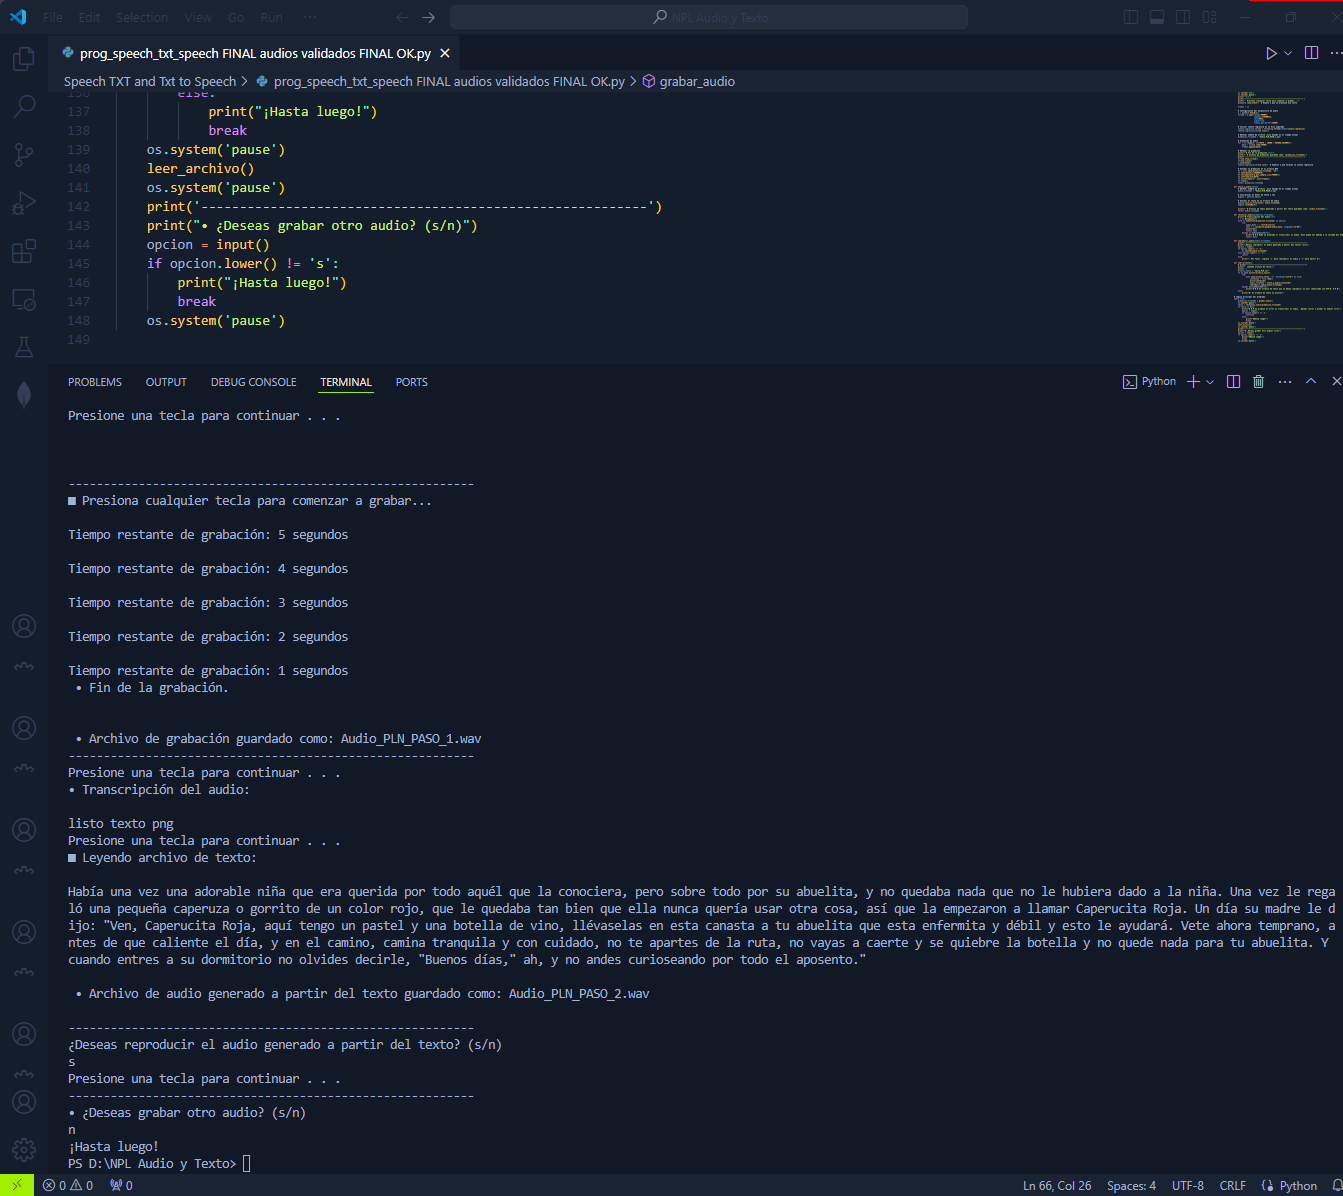 File Edit Selection View Go Run ··· NPL Audio y Texto
prog_speech_txt_speech FINAL audios validados FINAL OK.py
Speech TXT and Txt to Speech > prog_speech_txt_speech FINAL audios validados FINAL OK.py > grabar_audio
136 else:
137 print("¡Hasta luego!")
138 break
139 os.system('pause')
140 leer_archivo()
141 os.system('pause')
142 print('-----------------------------------------------------------')
143 print("• ¿Deseas grabar otro audio? (s/n)")
144 opcion = input()
145 if opcion.lower() != 's':
146 print("¡Hasta luego!")
147 break
148 os.system('pause')
149
PROBLEMS OUTPUT DEBUG CONSOLE TERMINAL PORTS Python
Presione una tecla para continuar . . .
----------------------------------------------------------
■ Presiona cualquier tecla para comenzar a grabar...
Tiempo restante de grabación: 5 segundos
Tiempo restante de grabación: 4 segundos
Tiempo restante de grabación: 3 segundos
Tiempo restante de grabación: 2 segundos
Tiempo restante de grabación: 1 segundos
• Fin de la grabación.
• Archivo de grabación guardado como: Audio_PLN_PASO_1.wav
----------------------------------------------------------
Presione una tecla para continuar . . .
• Transcripción del audio:
listo texto png
Presione una tecla para continuar . . .
■ Leyendo archivo de texto:
Había una vez una adorable niña que era querida por todo aquél que la conociera, pero sobre todo por su abuelita, y no quedaba nada que no le hubiera dado a la niña. Una vez le rega
ló una pequeña caperuza o gorrito de un color rojo, que le quedaba tan bien que ella nunca quería usar otra cosa, así que la empezaron a llamar Caperucita Roja. Un día su madre le d
ijo: "Ven, Caperucita Roja, aquí tengo un pastel y una botella de vino, llévaselas en esta canasta a tu abuelita que esta enfermita y débil y esto le ayudará. Vete ahora temprano, a
ntes de que caliente el día, y en el camino, camina tranquila y con cuidado, no te apartes de la ruta, no vayas a caerte y se quiebre la botella y no quede nada para tu abuelita. Y
cuando entres a su dormitorio no olvides decirle, "Buenos días," ah, y no andes curioseando por todo el aposento."
• Archivo de audio generado a partir del texto guardado como: Audio_PLN_PASO_2.wav
----------------------------------------------------------
¿Deseas reproducir el audio generado a partir del texto? (s/n)
s
Presione una tecla para continuar . . .
----------------------------------------------------------
• ¿Deseas grabar otro audio? (s/n)
n
¡Hasta luego!
PS D:\NPL Audio y Texto>
0 0 0 Ln 66, Col 26 Spaces: 4 UTF-8 CRLF Python